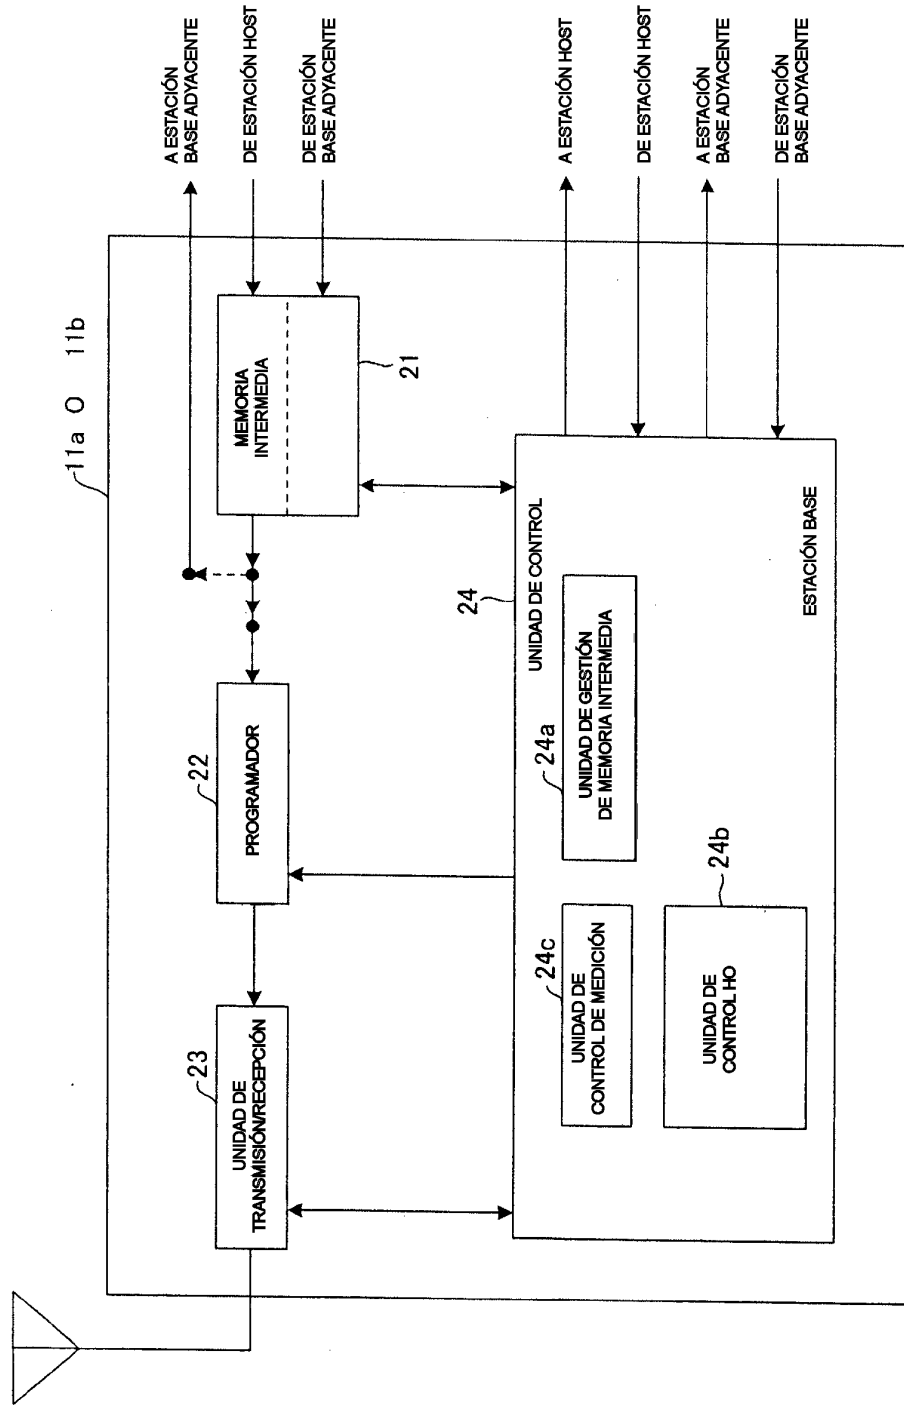 11a O 11b
A ESTACIÓN
BASE ADYACENTE
DE ESTACIÓN HOST
DE ESTACIÓN
BASE ADYACENTE
23
UNIDAD DE
TRANSMISIÓN/RECEPCIÓN
22
PROGRAMADOR
MEMORIA
INTERMEDIA
21
24
UNIDAD DE CONTROL
A ESTACIÓN HOST
DE ESTACIÓN HOST
A ESTACIÓN
BASE ADYACENTE
DE ESTACIÓN
BASE ADYACENTE
24c
UNIDAD DE
CONTROL DE MEDICIÓN
24a
UNIDAD DE GESTIÓN
DE MEMORIA INTERMEDIA
24b
UNIDAD DE
CONTROL HO
ESTACIÓN BASE